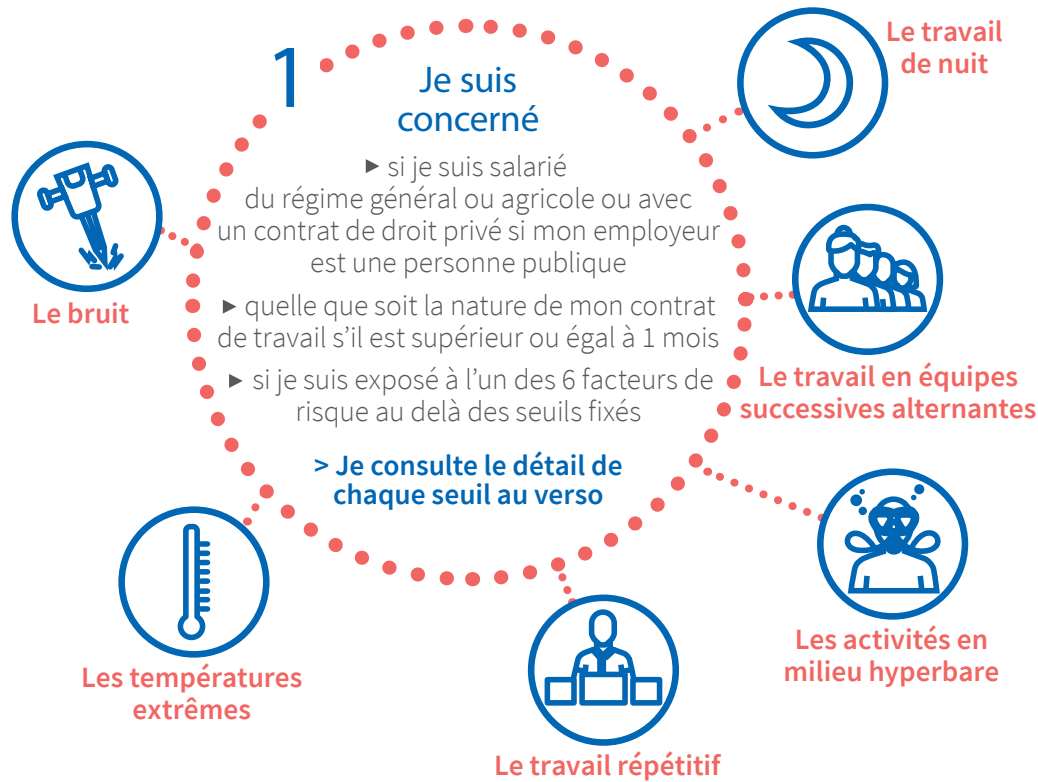 1
Je suis
concerné
► si je suis salarié
du régime général ou agricole ou avec
un contrat de droit privé si mon employeur
est une personne publique
► quelle que soit la nature de mon contrat
de travail s’il est supérieur ou égal à 1 mois
► si je suis exposé à l’un des 6 facteurs de
risque au delà des seuils fixés
> Je consulte le détail de
chaque seuil au verso
Le travail
de nuit
Le travail en équipes
successives alternantes
Les activités en
milieu hyperbare
Le travail répétitif
Les températures
extrêmes
Le bruit